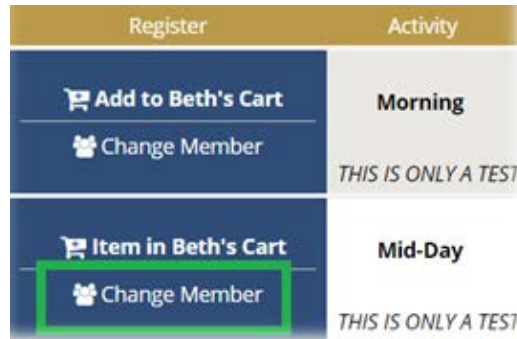 Register Activity
Add to Beth's Cart
Morning
Change Member
THIS IS ONLY A TEST
Item in Beth's Cart
Mid-Day
Change Member
THIS IS ONLY A TEST